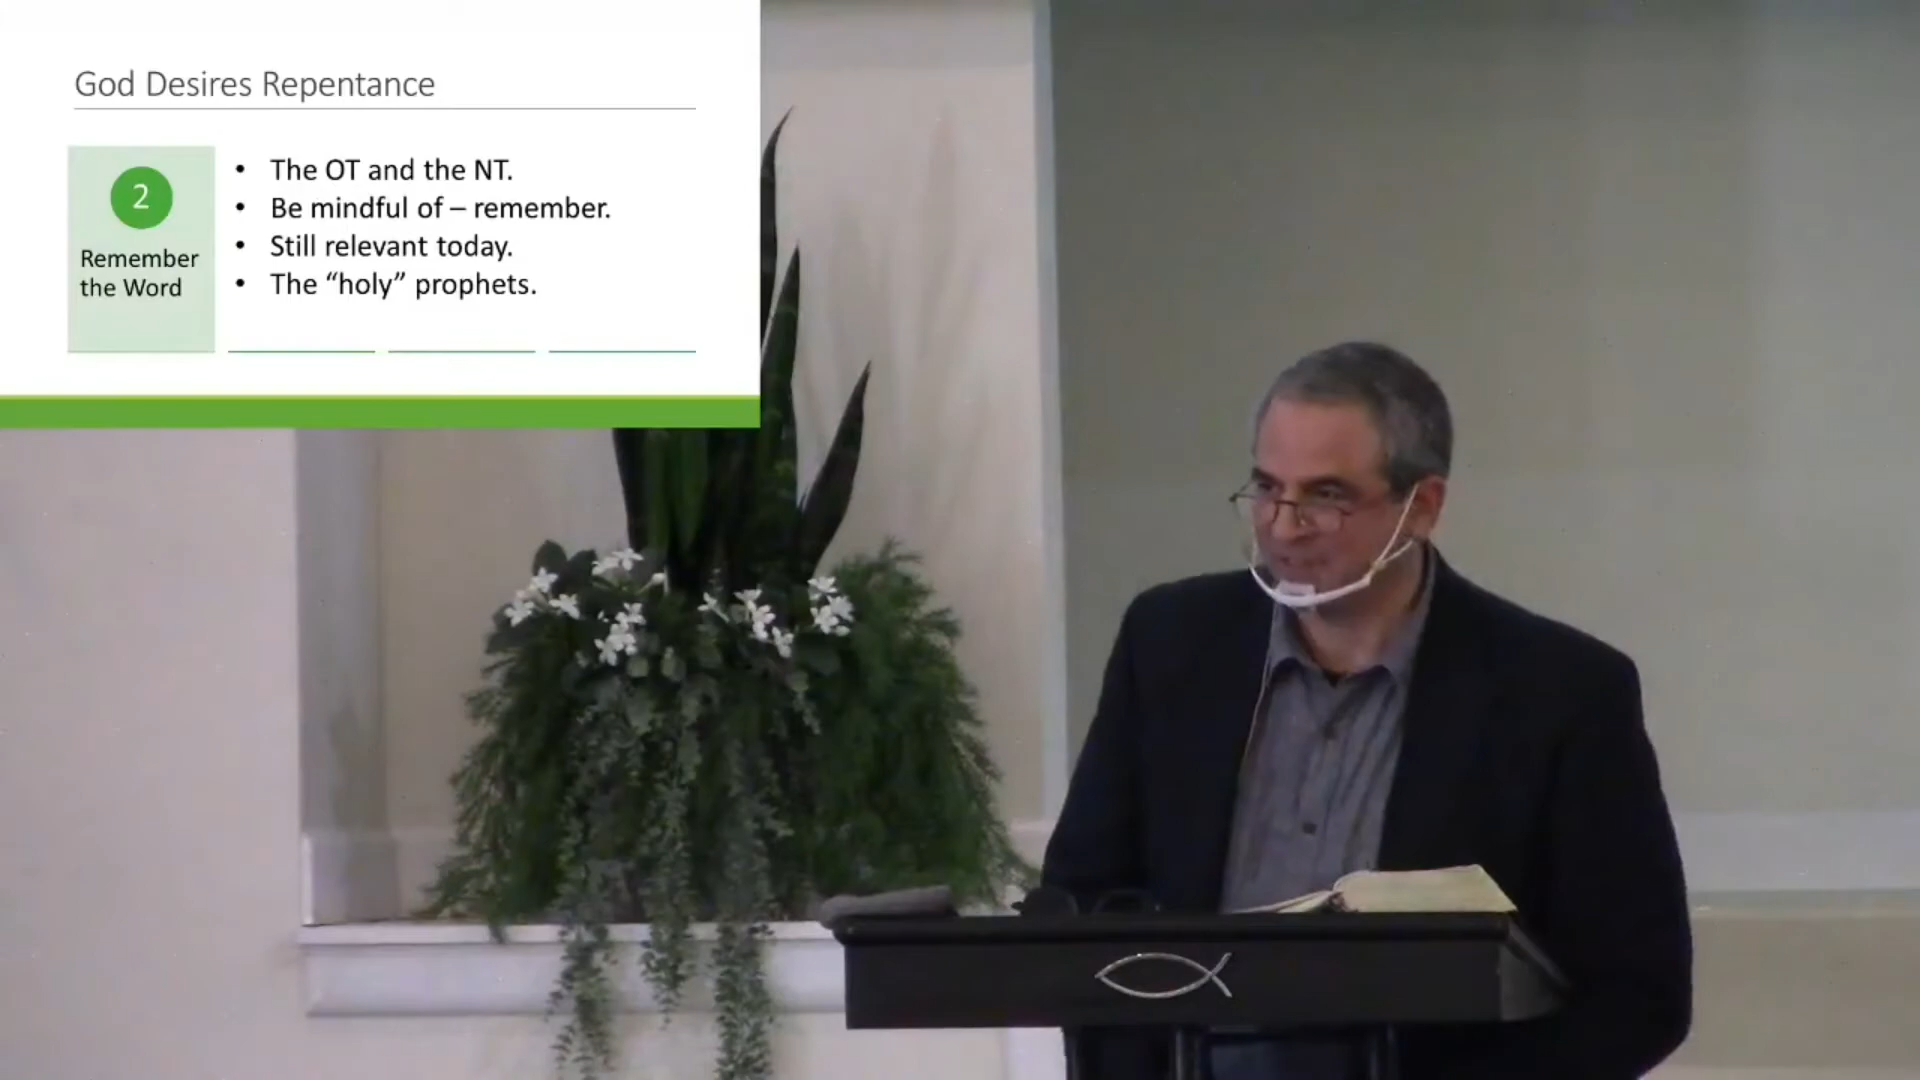 God Desires Repentance
2
Remember
the Word
• The OT and the NT.
• Be mindful of – remember.
• Still relevant today.
• The “holy” prophets.